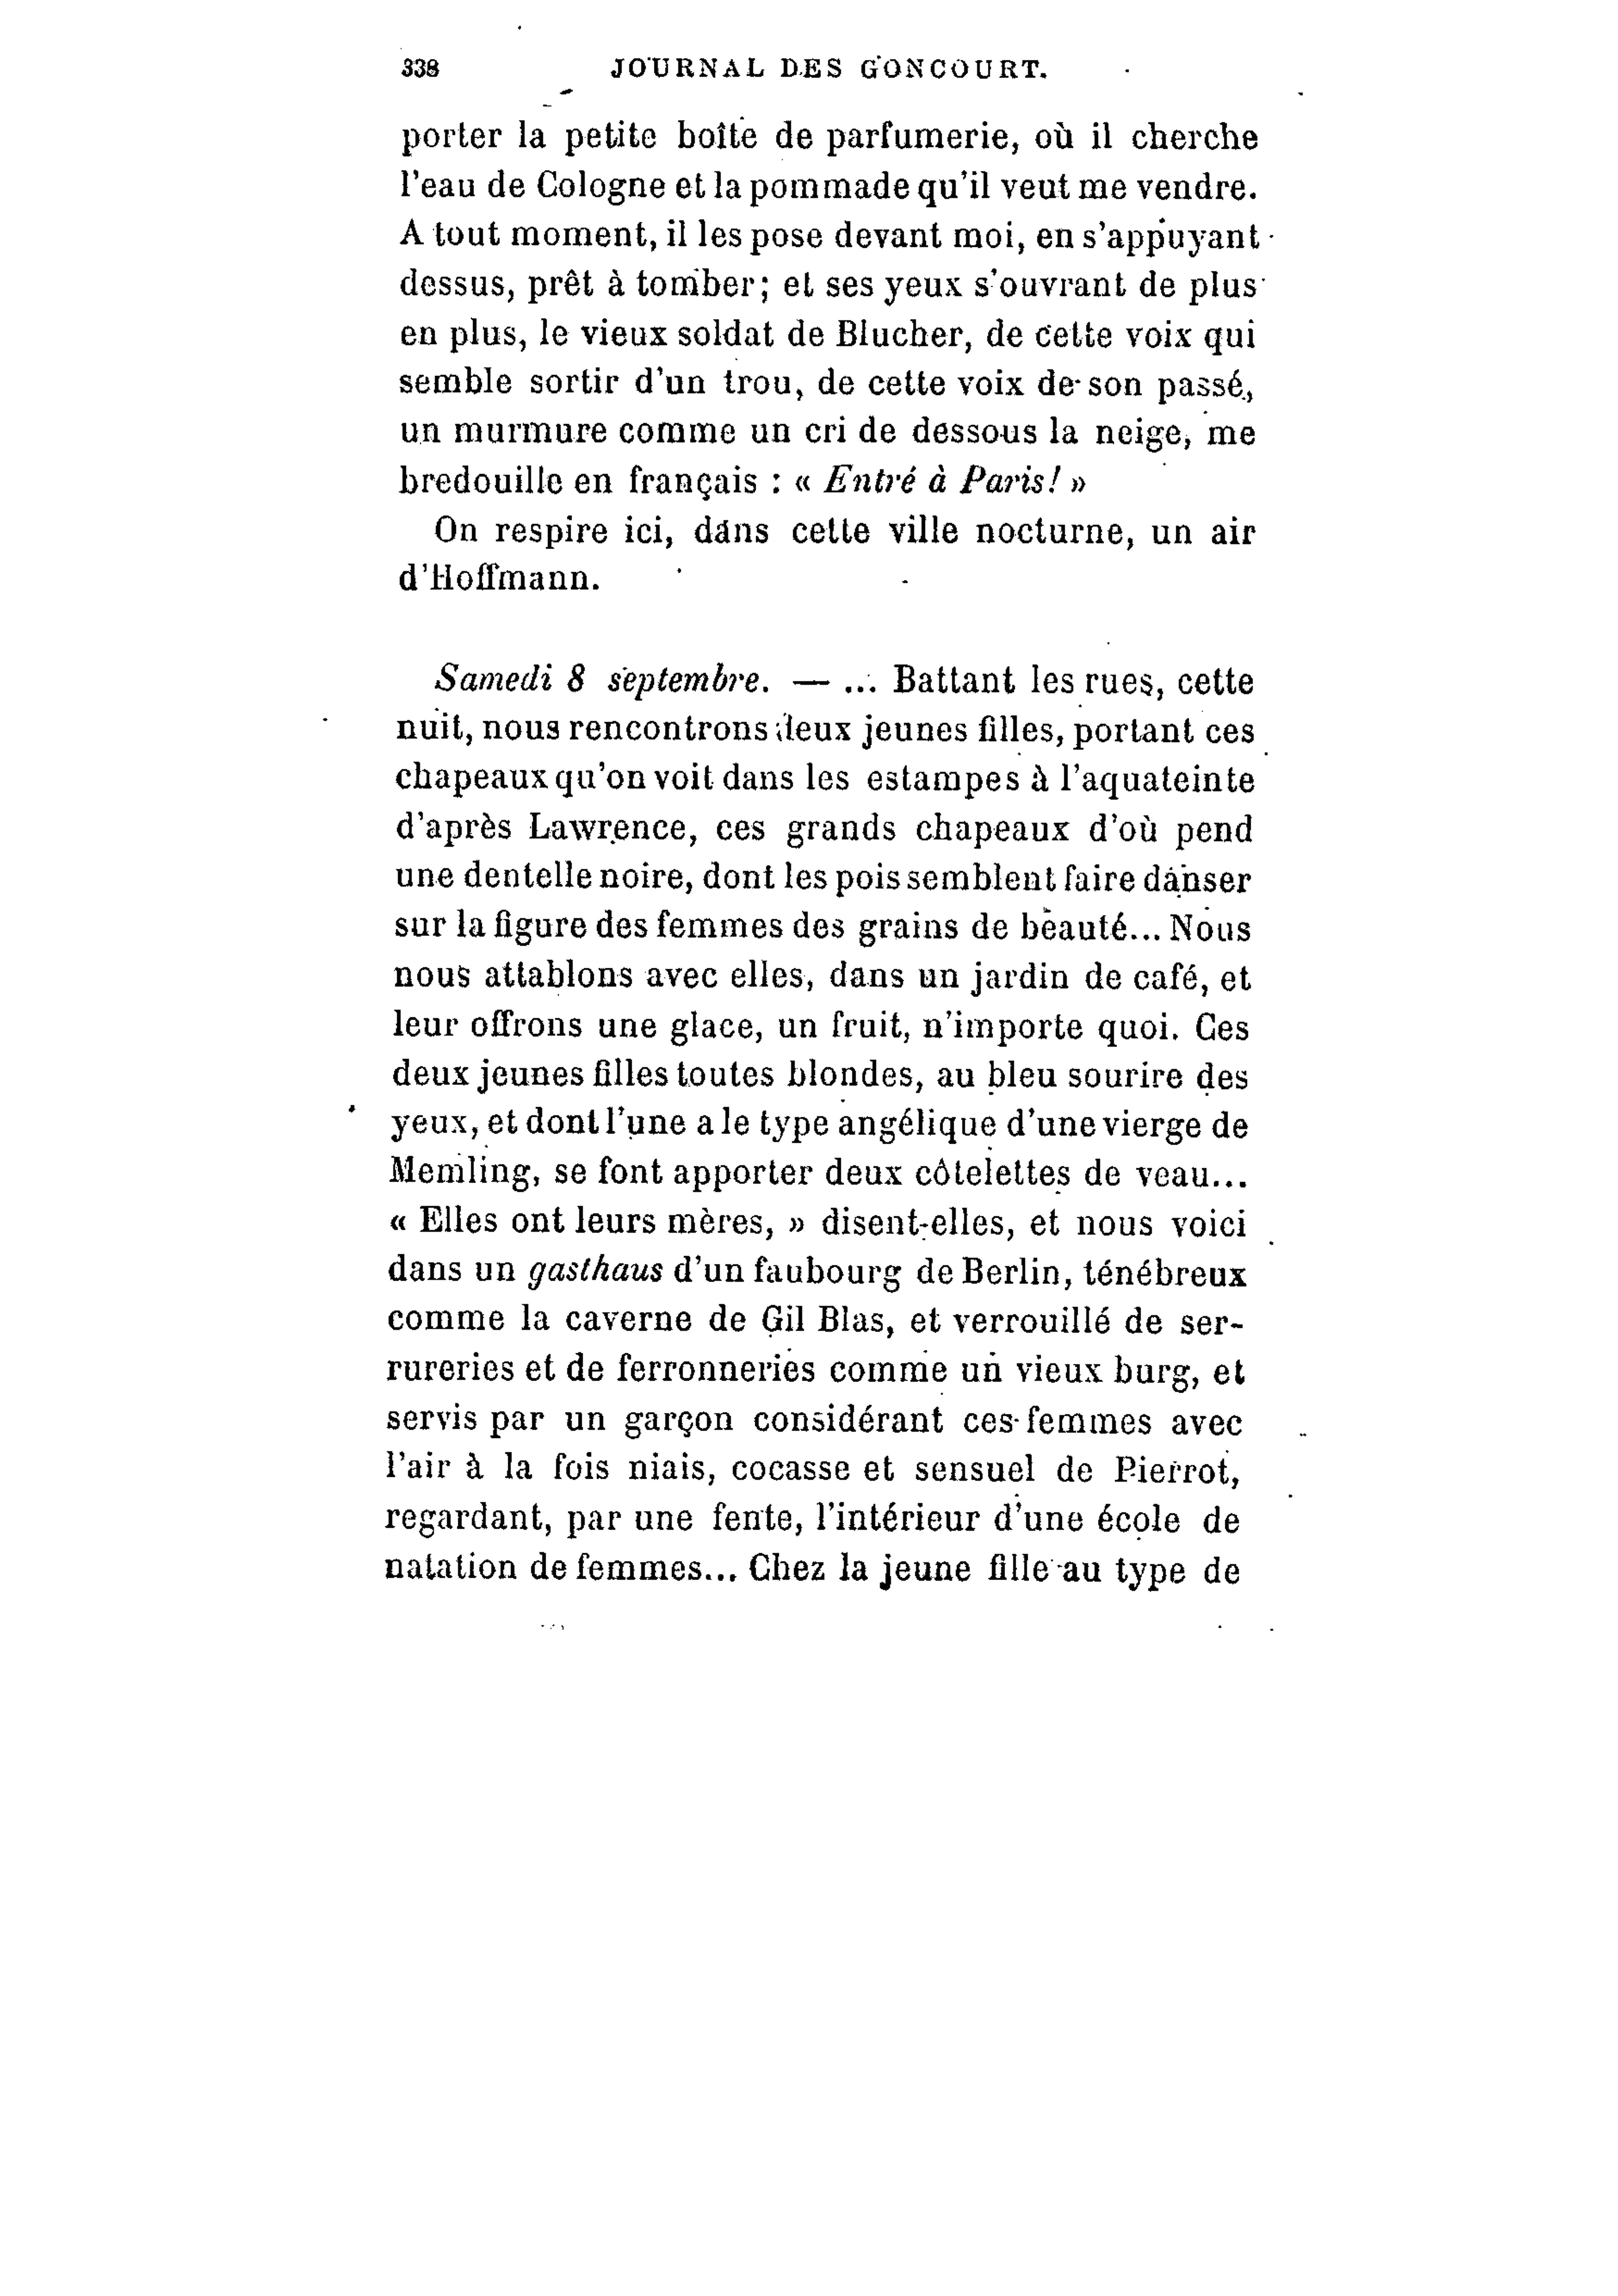 338 JOURNAL DES GONCOURT.
porter la petite boîte de parfumerie, où il cherche
l'eau de Cologne et la pommade qu'il veut me vendre.
A tout moment, il les pose devant moi, en s'appuyant
dessus, prêt à tomber; et ses yeux s'ouvrant de plus
en plus, le vieux soldat de Blucher, de cette voix qui
semble sortir d'un trou, de cette voix de son passé,
un murmure comme un cri de dessous la neige, me
bredouille en français : « Entré à Paris! »
On respire ici, dans cette ville nocturne, un air
d'Hoffmann.
Samedi 8 septembre. — ... Battant les rues, cette
nuit, nous rencontrons deux jeunes filles, portant ces
chapeaux qu'on voit dans les estampes à l'aquateinte
d'après Lawrence, ces grands chapeaux d'où pend
une dentelle noire, dont les pois semblent faire danser
sur la figure des femmes des grains de beauté... Nous
nous attablons avec elles, dans un jardin de café, et
leur offrons une glace, un fruit, n'importe quoi. Ces
deux jeunes filles toutes blondes, au bleu sourire des
yeux, et dont l'une a le type angélique d'une vierge de
Memling, se font apporter deux côtelettes de veau...
« Elles ont leurs mères, » disent-elles, et nous voici
dans un gasthaus d'un faubourg de Berlin, ténébreux
comme la caverne de Gil Blas, et verrouillé de ser-
rureries et de ferronneries comme un vieux burg, et
servis par un garçon considérant ces femmes avec
l'air à la fois niais, cocasse et sensuel de Pierrot,
regardant, par une fente, l'intérieur d'une école de
natation de femmes... Chez la jeune fille au type de